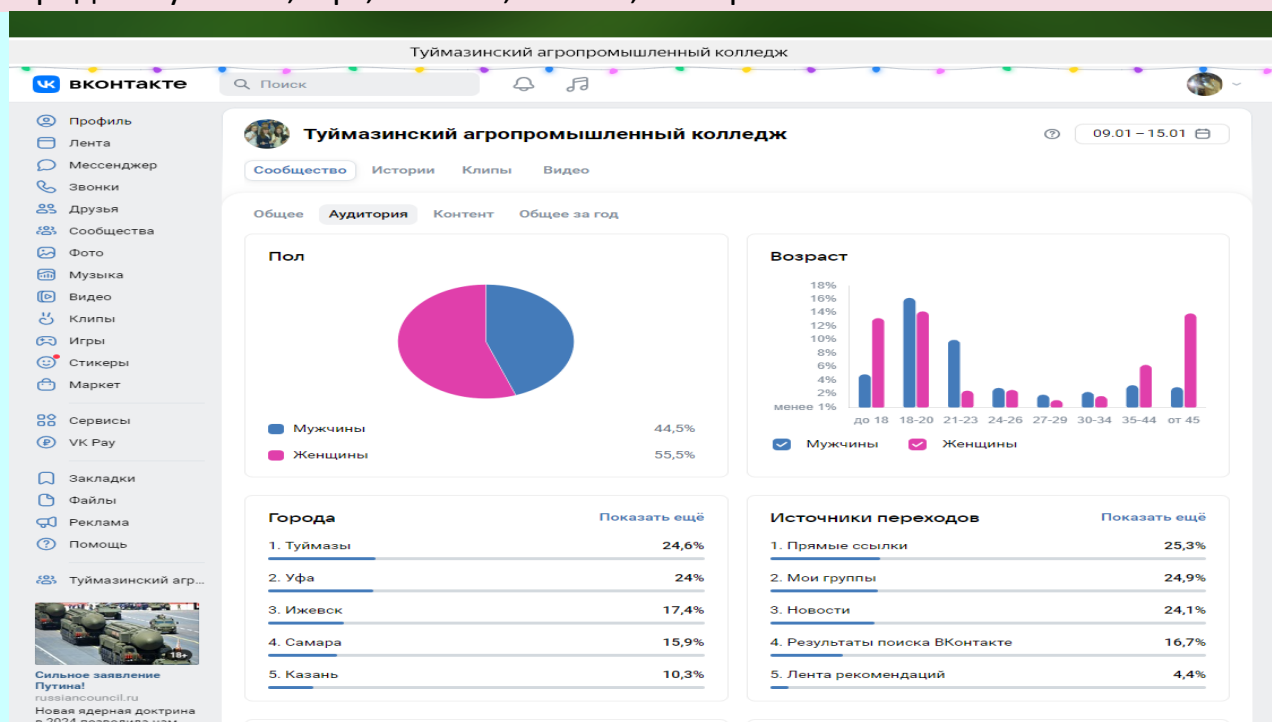 Туймазинский агропромышленный колледж
вконтакте
Поиск
Профиль
Лента
Мессенджер
Звонки
Друзья
Сообщества
Фото
Музыка
Видео
Клипы
Игры
Стикеры
Маркет
Сервисы
VK Pay
Закладки
Файлы
Реклама
Помощь
Туймазинский агр...
18+
Сильное заявление
Путина!
russiancouncil.ru
Новая ядерная доктрина
Туймазинский агропромышленный колледж
09.01 – 15.01
Сообщество Истории Клипы Видео
Общее Аудитория Контент Общее за год
Пол
Мужчины 44,5%
Женщины 55,5%
Возраст
18%
16%
14%
12%
10%
8%
6%
4%
2%
менее 1%
до 18 18-20 21-23 24-26 27-29 30-34 35-44 от 45
Мужчины Женщины
Города Показать ещё
1. Туймазы 24,6%
2. Уфа 24%
3. Ижевск 17,4%
4. Самара 15,9%
5. Казань 10,3%
Источники переходов Показать ещё
1. Прямые ссылки 25,3%
2. Мои группы 24,9%
3. Новости 24,1%
4. Результаты поиска ВКонтакте 16,7%
5. Лента рекомендаций 4,4%